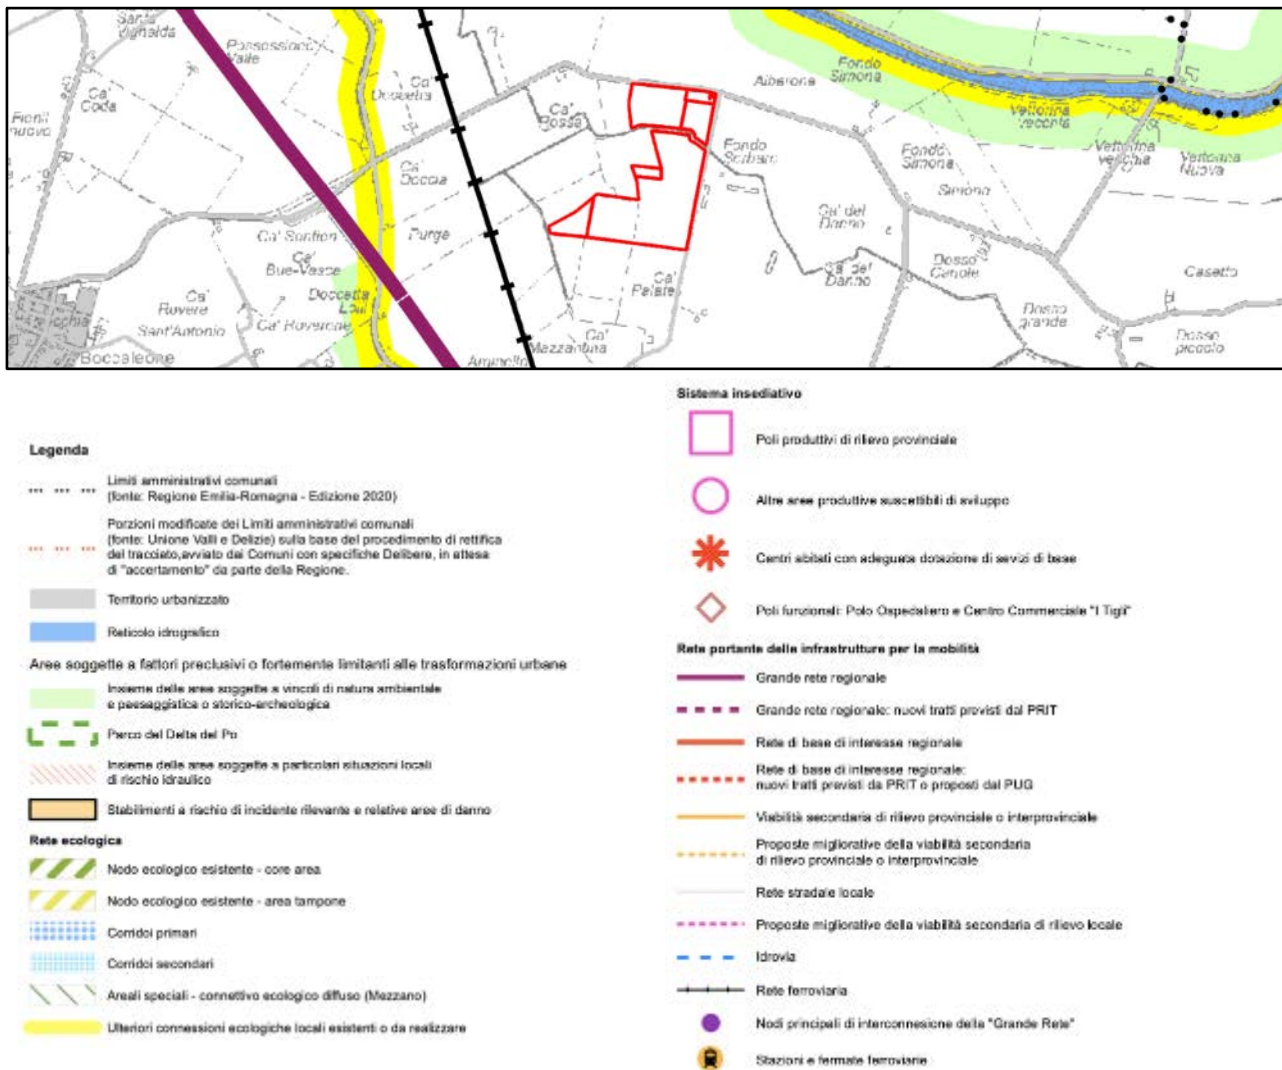 Santa
Vignalda
Possessione
Valle
Ca'
Coda
Fienil
nuovo
Ca'
Doccetta
Ca'
Rossa
Alberone
Fondo
Simona
Vettorina
vecchia
Vettorina
vecchia
Vettorina
Nuova
Ca'
Doccia
Fondo
Fondo
Simona
Simona
Purge
Ca' del
Danno
Ca' del
Danno
Dosso
Casetto
Ca'
Bue-Vasce
Doccetta
Ca'
Rovere
Sant'Antonio
Ca' Roverone
Boccaleone
Ca'
Ca'
Mezzantina
Dosso
grande
Dosso
piccolo
Legenda
Limiti amministrativi comunali
(fonte: Regione Emilia-Romagna - Edizione 2020)
Porzioni modificate dei Limiti amministrativi comunali
(fonte: Unione Valli e Delizie) sulla base del procedimento di rettifica
del tracciato,avviato dai Comuni con specifiche Delibere, in attesa
di "accertamento" da parte della Regione.
Territorio urbanizzato
Reticolo idrografico
Aree soggette a fattori preclusivi o fortemente limitanti alle trasformazioni urbane
Insieme delle aree soggette a vincoli di natura ambientale
e paesaggistica o storico-archeologica
Parco del Delta del Po
Insieme delle aree soggette a particolari situazioni locali
di rischio idraulico
Stabilimenti a rischio di incidente rilevante e relative aree di danno
Rete ecologica
Nodo ecologico esistente - core area
Nodo ecologico esistente - area tampone
Corridoi primari
Corridoi secondari
Areali speciali - connettivo ecologico diffuso (Mezzano)
Ulteriori connessioni ecologiche locali esistenti o da realizzare
Sistema insediativo
Poli produttivi di rilievo provinciale
Altre aree produttive suscettibili di sviluppo
Centri abitati con adeguata dotazione di sevizi di base
Poli funzionali: Polo Ospedaliero e Centro Commerciale "I Tigli"
Rete portante delle infrastrutture per la mobilità
Grande rete regionale
Grande rete regionale: nuovi tratti previsti dal PRIT
Rete di base di interesse regionale
Rete di base di interesse regionale:
nuovi tratti previsti da PRIT o proposti dal PUG
Viabilità secondaria di rilievo provinciale o interprovinciale
Proposte migliorative della viabilità secondaria
di rilievo provinciale o interprovinciale
Rete stradale locale
Proposte migliorative della viabilità secondaria di rilievo locale
Idrovia
Rete ferroviaria
Nodi principali di interconnesione della "Grande Rete"
Stazioni e fermate ferroviarie